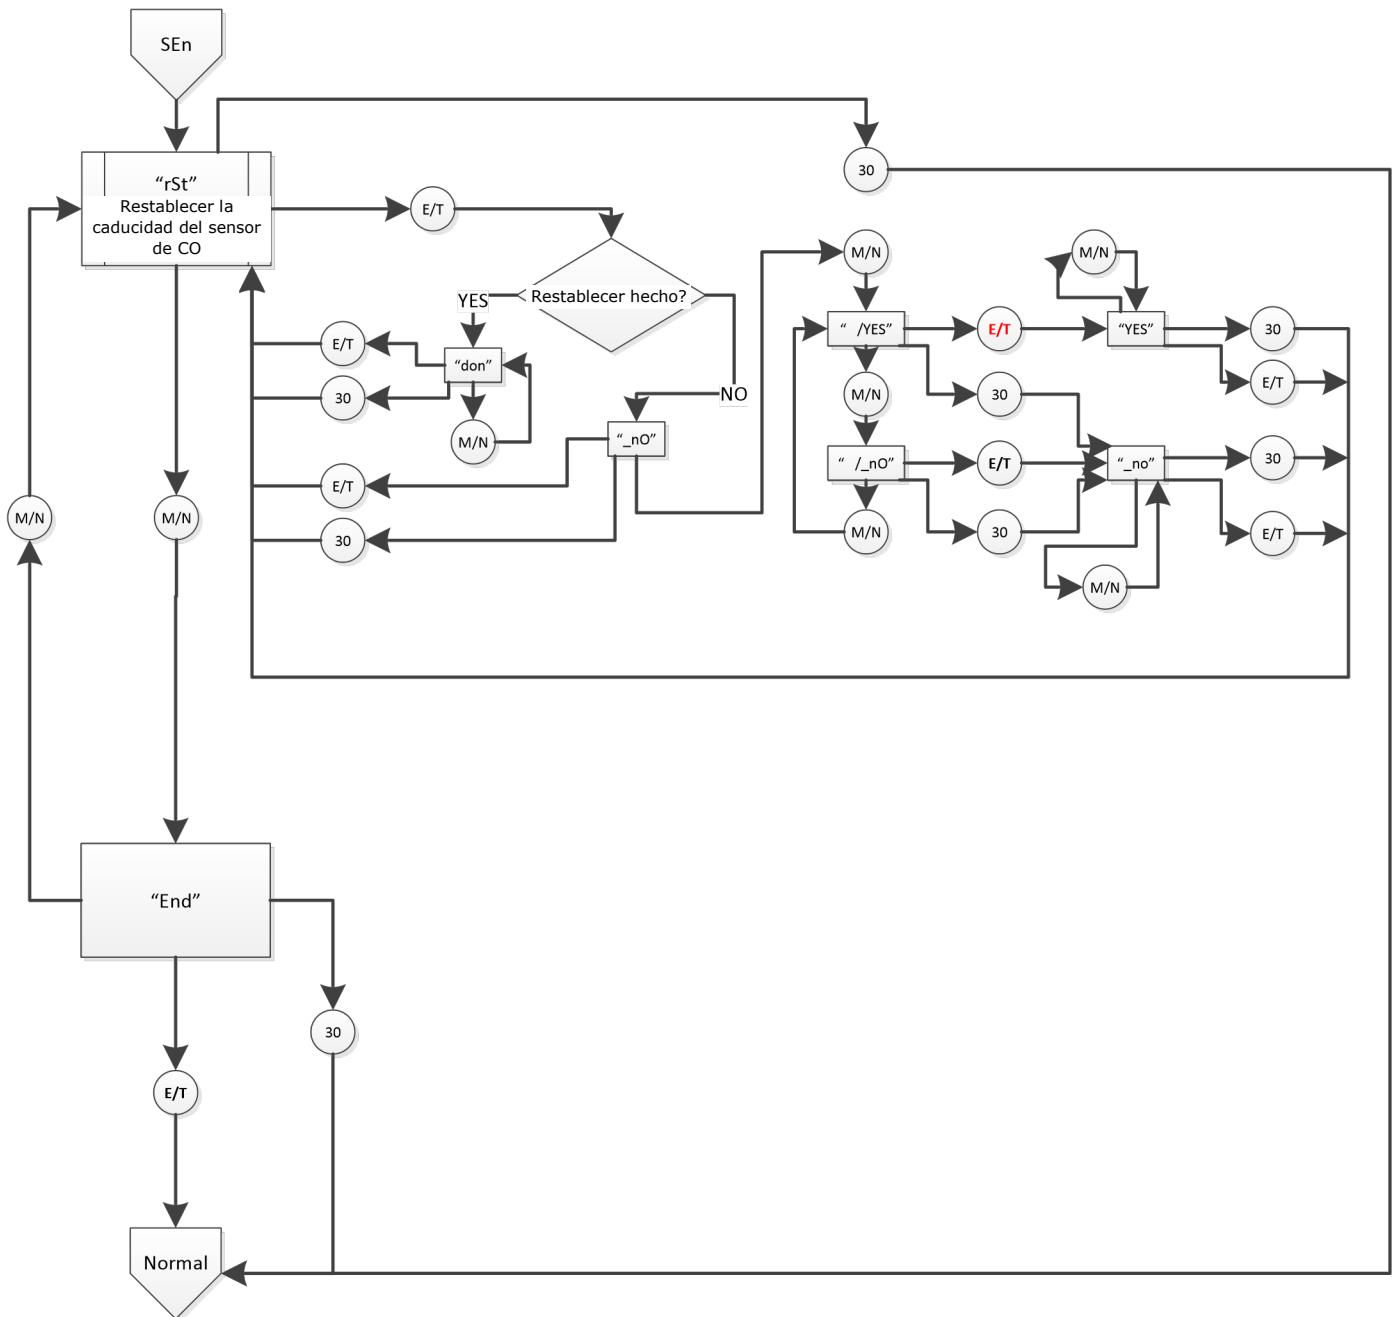 SEn
“rSt”
Restablecer la
caducidad del sensor
de CO
30
E/T
Restablecer hecho?
YES
NO
E/T
“don”
30
M/N
“_nO”
E/T
30
M/N
“ /YES”
E/T
M/N
“YES”
30
E/T
M/N
30
“ /_nO”
E/T
“_no”
30
M/N
30
E/T
M/N
M/N
M/N
“End”
30
E/T
Normal